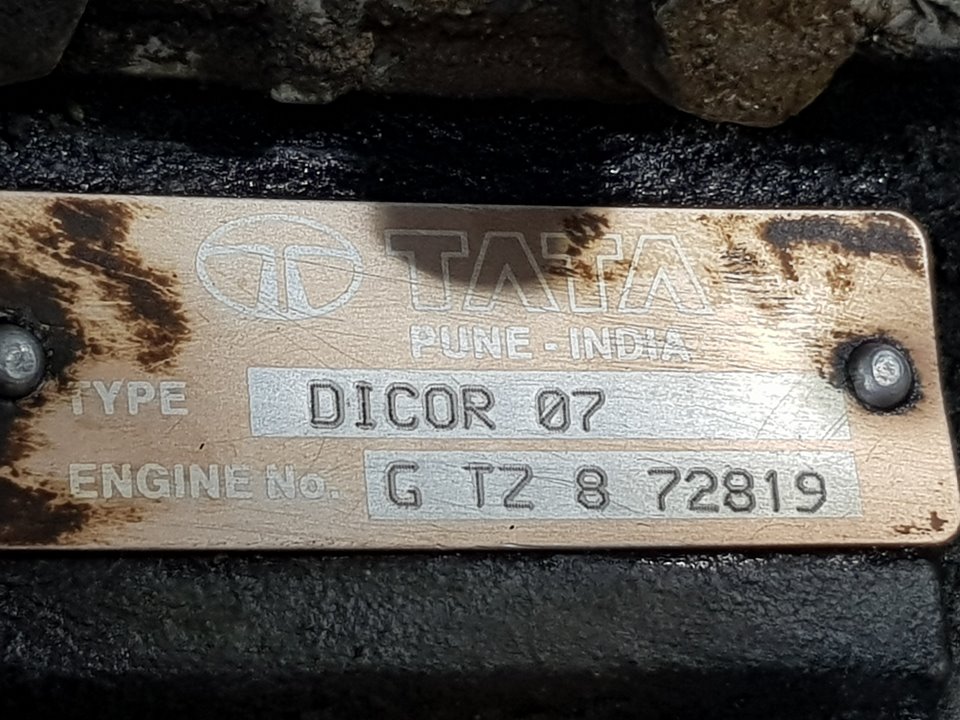 TATA
PUNE - INDIA
TYPE DICOR 07
ENGINE No. G TZ 8 72819